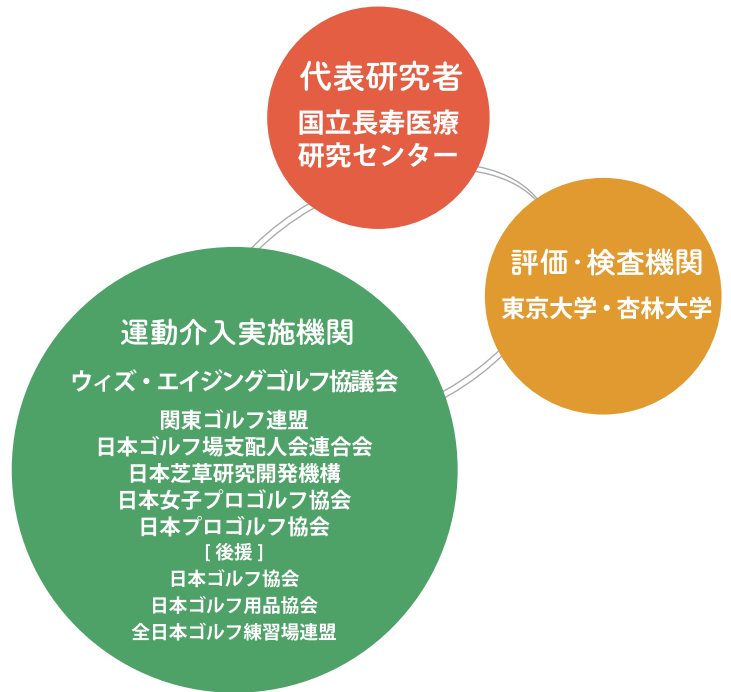 代表研究者
国立長寿医療
研究センター
評価・検査機関
東京大学・杏林大学
運動介入実施機関
ウィズ・エイジングゴルフ協議会
関東ゴルフ連盟
日本ゴルフ場支配人会連合会
日本芝草研究開発機構
日本女子プロゴルフ協会
日本プロゴルフ協会
[ 後援 ]
日本ゴルフ協会
日本ゴルフ用品協会
全日本ゴルフ練習場連盟